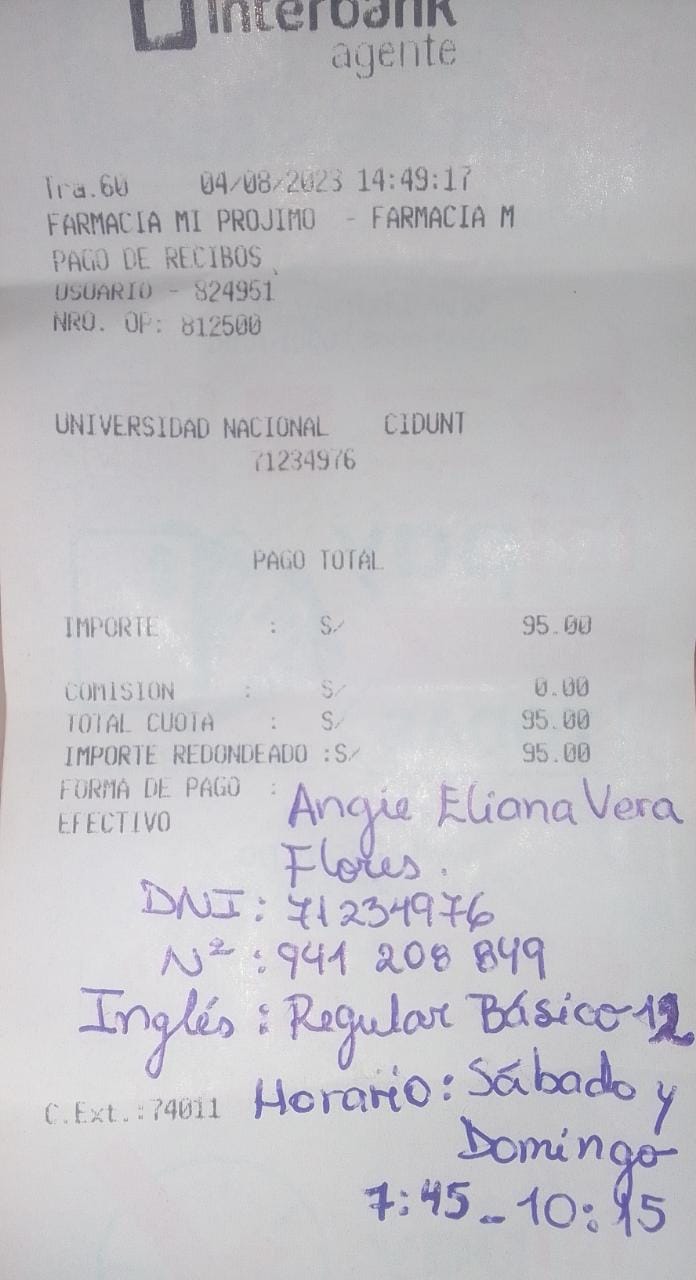 interbank
agente
Tra.60 04/08/2023 14:49:17
FARMACIA MI PROJIMO - FARMACIA M
PAGO DE RECIBOS
USUARIO - 824951
NRO. OP: 812500
UNIVERSIDAD NACIONAL CIDUNT
71234976
PAGO TOTAL
IMPORTE : S/ 95.00
COMISION : S/ 0.00
TOTAL CUOTA : S/ 95.00
IMPORTE REDONDEADO :S/ 95.00
FORMA DE PAGO :
EFECTIVO
Angie Eliana Vera
Flores.
DNI: 71234976
N°: 941 208 849
Inglés: Regular Básico 12
C.Ext.:74011
Horario: Sábado y
Domingo
7:45 - 10:15